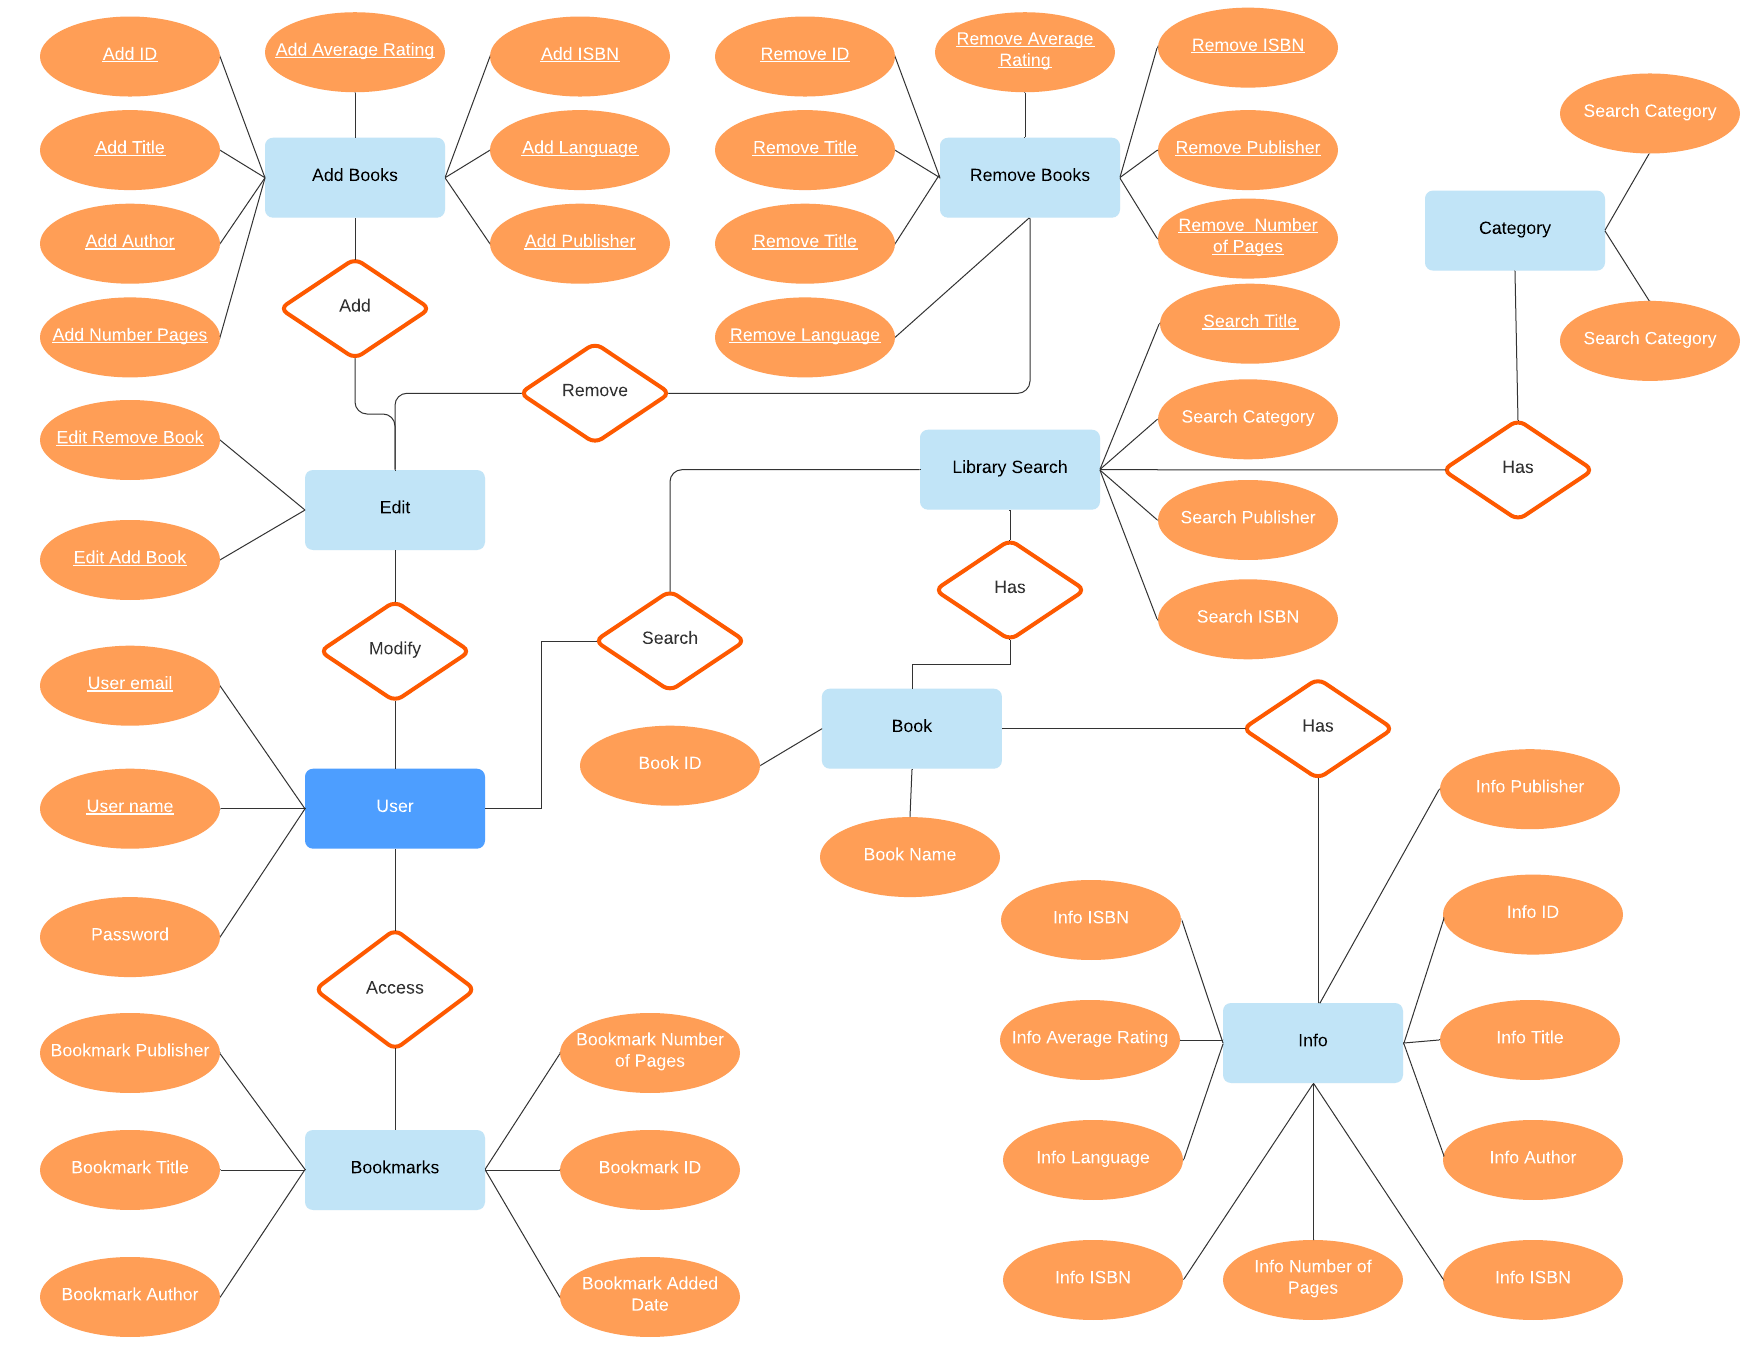 Add ID
Add Average Rating
Add ISBN
Remove ID
Remove Average
Rating
Remove ISBN
Search Category
Add Title
Add Books
Add Language
Remove Title
Remove Books
Remove Publisher
Category
Add Author
Add Publisher
Remove Title
Remove  Number
of Pages
Add
Add Number Pages
Remove Language
Search Title
Search Category
Remove
Edit Remove Book
Search Category
Library Search
Has
Edit
Search Publisher
Edit Add Book
Has
Search ISBN
Modify
Search
User email
Book
Has
Book ID
Info Publisher
User name
User
Book Name
Info ISBN
Info ID
Password
Access
Bookmark Publisher
Bookmark Number
of Pages
Info Average Rating
Info
Info Title
Bookmark Title
Bookmarks
Bookmark ID
Info Language
Info Author
Bookmark Author
Bookmark Added
Date
Info ISBN
Info Number of
Pages
Info ISBN